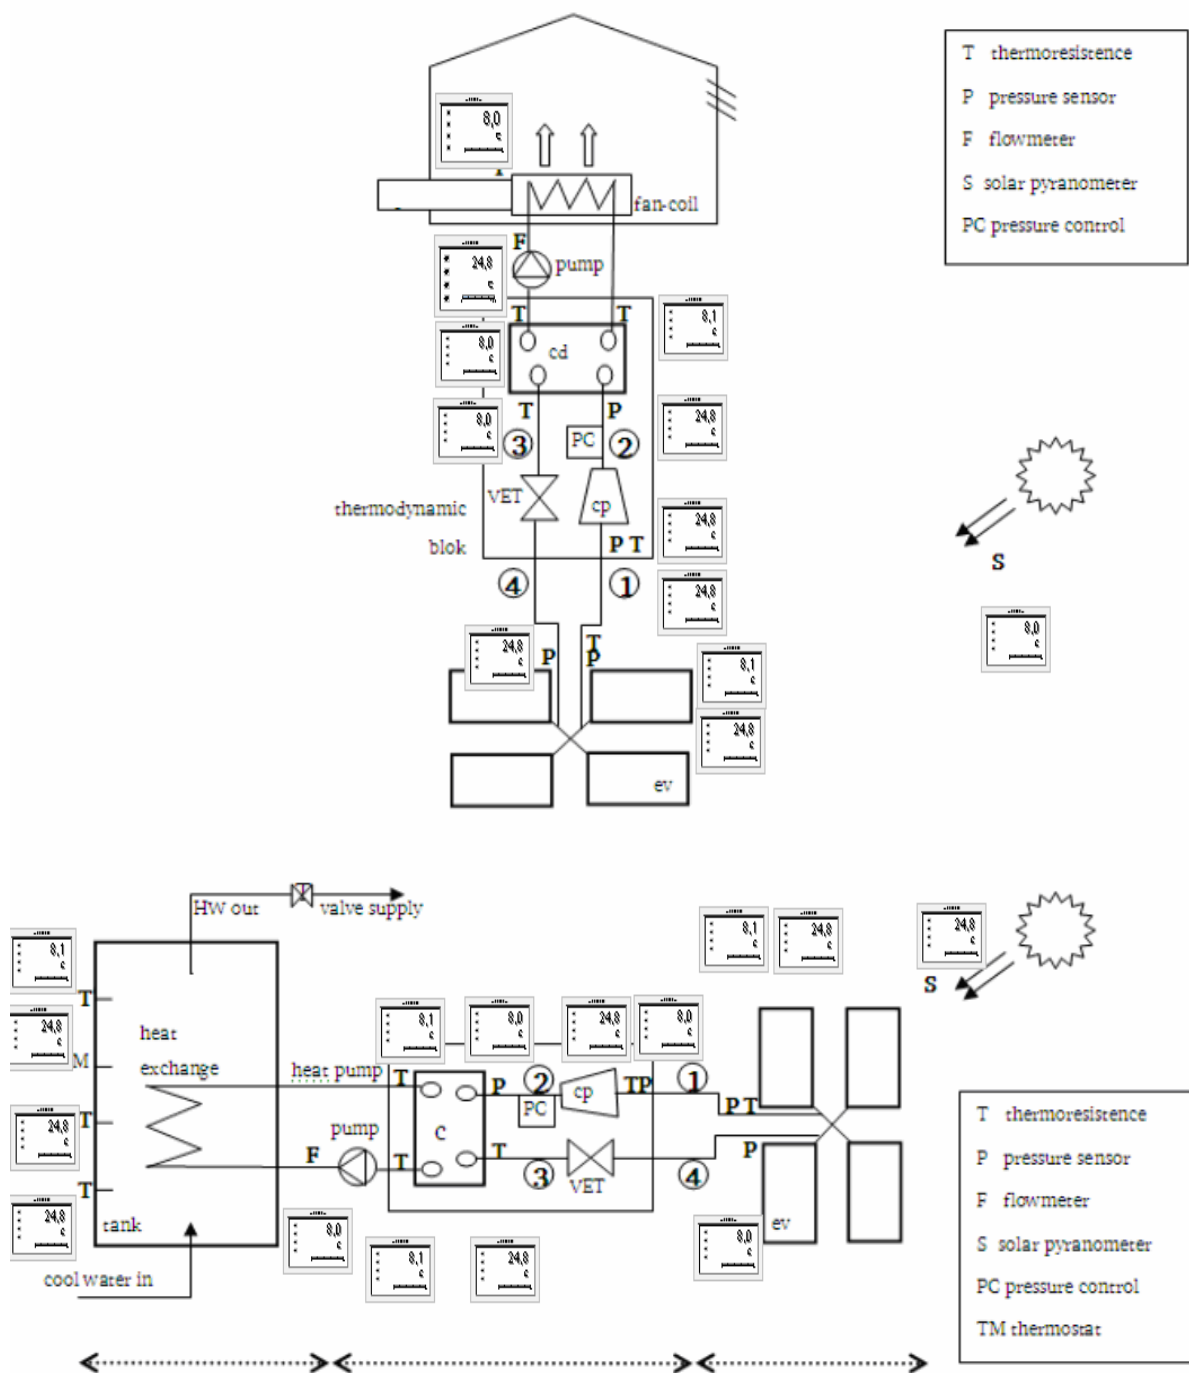 T thermoresistence
P pressure sensor
F flowmeter
S solar pyranometer
PC pressure control
8,0
c
fan-coil
F
24,8
c
pump
T
T
8,1
c
8,0
c
cd
8,0
c
T
P
24,8
c
3
PC
2
VET
cp
thermodynamic
24,8
c
blok
P T
4
1
24,8
c
S
8,0
c
24,8
c
P
T
P
8,1
c
24,8
c
ev
HW out
T
valve supply
8,1
c
24,8
c
24,8
c
8,1
c
S
T
24,8
c
8,1
c
8,0
c
24,8
c
8,0
c
heat
M
exchange
heat pump
T
P
2
cp
TP
1
PC
P T
T
24,8
c
pump
C
F
T
T
3
VET
4
P
T
24,8
c
tank
8,0
c
8,1
c
24,8
c
8,0
c
ev
cool water in
T thermoresistence
P pressure sensor
F flowmeter
S solar pyranometer
PC pressure control
TM thermostat